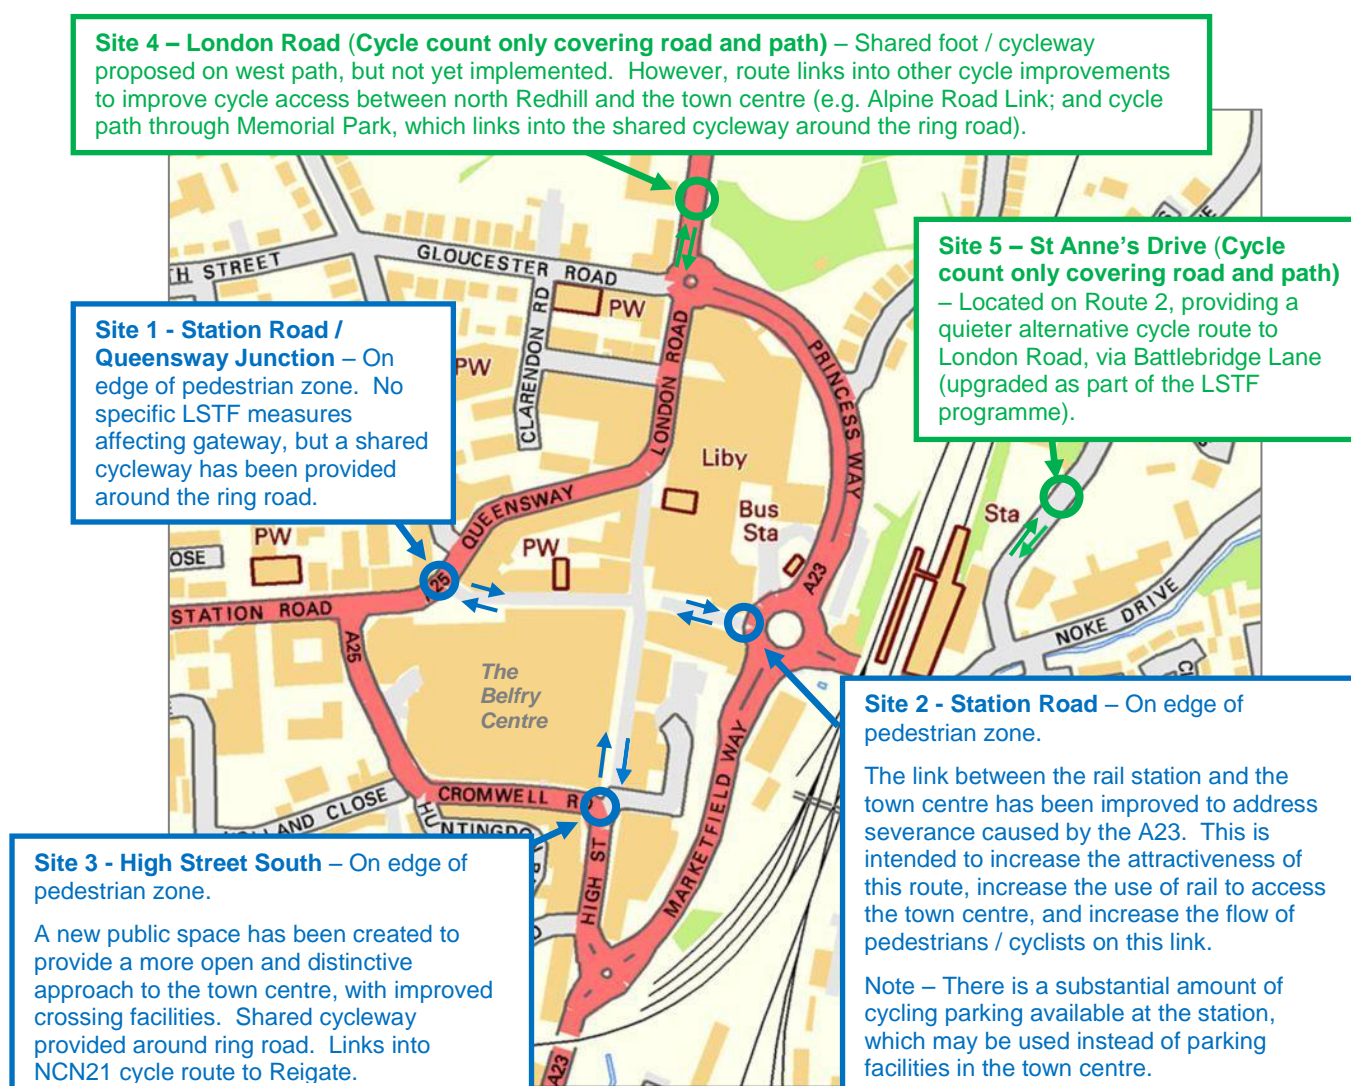 Site 4 – London Road (Cycle count only covering road and path) – Shared foot / cycleway
proposed on west path, but not yet implemented.  However, route links into other cycle improvements
to improve cycle access between north Redhill and the town centre (e.g. Alpine Road Link; and cycle
path through Memorial Park, which links into the shared cycleway around the ring road).
Site 5 – St Anne's Drive (Cycle
count only covering road and path)
– Located on Route 2, providing a
quieter alternative cycle route to
London Road, via Battlebridge Lane
(upgraded as part of the LSTF
programme).
TH STREET
GLOUCESTER ROAD
PW
CLARENDON RD
PW
LONDON ROAD
PRINCESS WAY
Site 1 - Station Road /
Queensway Junction – On
edge of pedestrian zone.  No
specific LSTF measures
affecting gateway, but a shared
cycleway has been provided
around the ring road.
Liby
QUEENSWAY
Bus
Sta
Sta
PW
PW
OSE
A23
25
STATION ROAD
A25
NOKE DRIVE
The
Belfry
Centre
MARKETFIELD WAY
CROMWELL RD
HOLLAND CLOSE
HUNTINGDO
HIGH ST
A23
Site 2 - Station Road – On edge of
pedestrian zone.
The link between the rail station and the
town centre has been improved to address
severance caused by the A23.  This is
intended to increase the attractiveness of
this route, increase the use of rail to access
the town centre, and increase the flow of
pedestrians / cyclists on this link.
Note – There is a substantial amount of
cycling parking available at the station,
which may be used instead of parking
facilities in the town centre.
Site 3 - High Street South – On edge of
pedestrian zone.
A new public space has been created to
provide a more open and distinctive
approach to the town centre, with improved
crossing facilities.  Shared cycleway
provided around ring road.  Links into
NCN21 cycle route to Reigate.